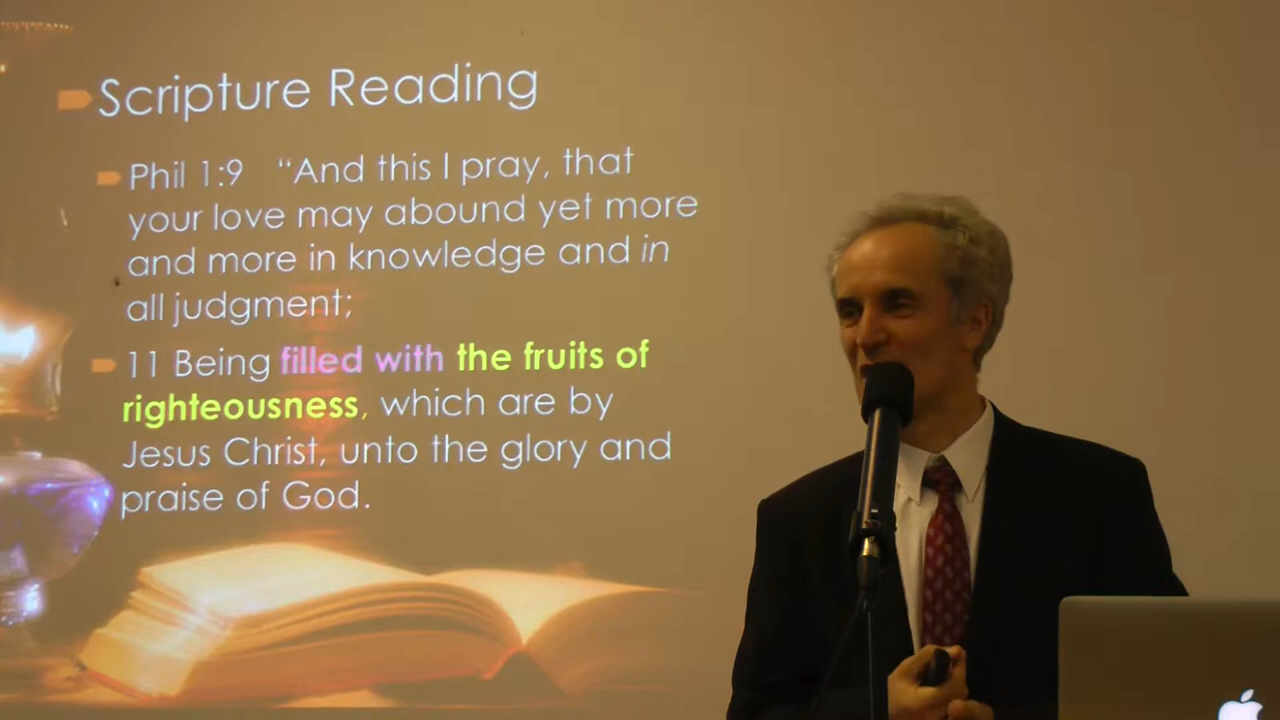 Scripture Reading
Phil 1:9 “And this I pray, that
your love may abound yet more
and more in knowledge and in
all judgment;
11 Being filled with the fruits of
righteousness, which are by
Jesus Christ, unto the glory and
praise of God.